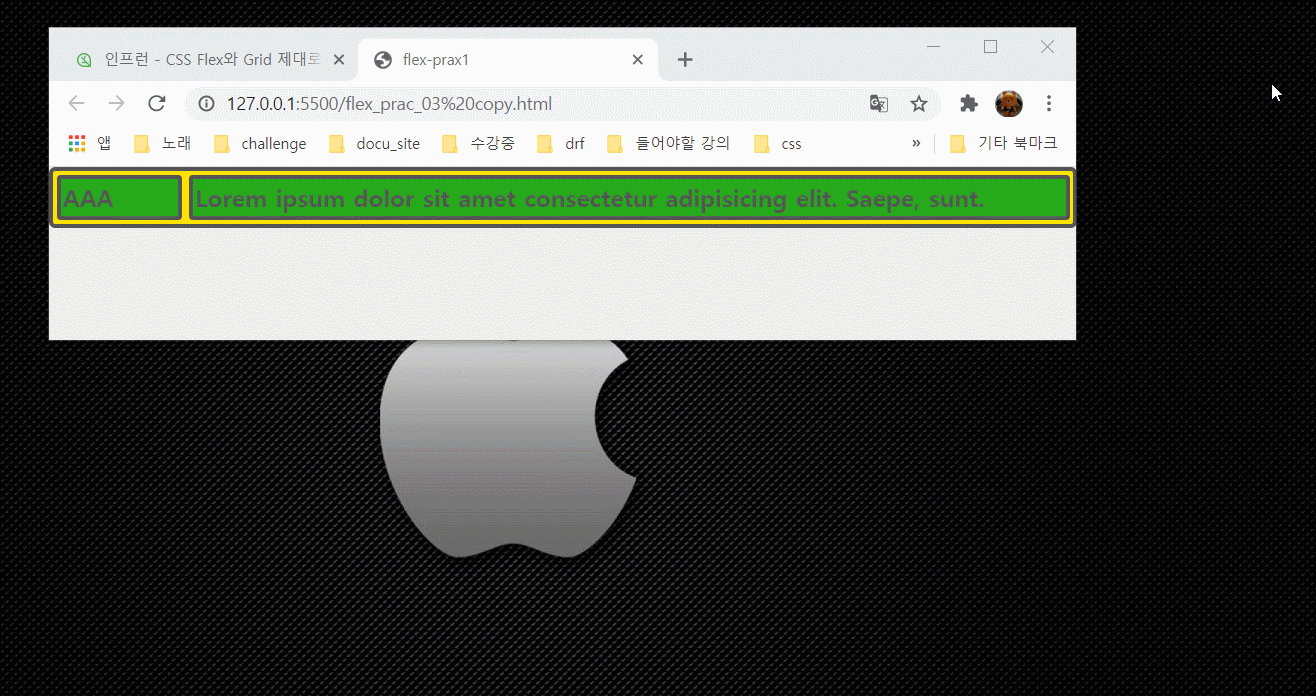 인프런 - CSS Flex와 Grid 제대로
flex-prax1
127.0.0.1:5500/flex_prac_03%20copy.html
앱 노래 challenge docu_site 수강중 drf 들어야할 강의 css » 기타 북마크
AAA Lorem ipsum dolor sit amet consectetur adipisicing elit. Saepe, sunt.